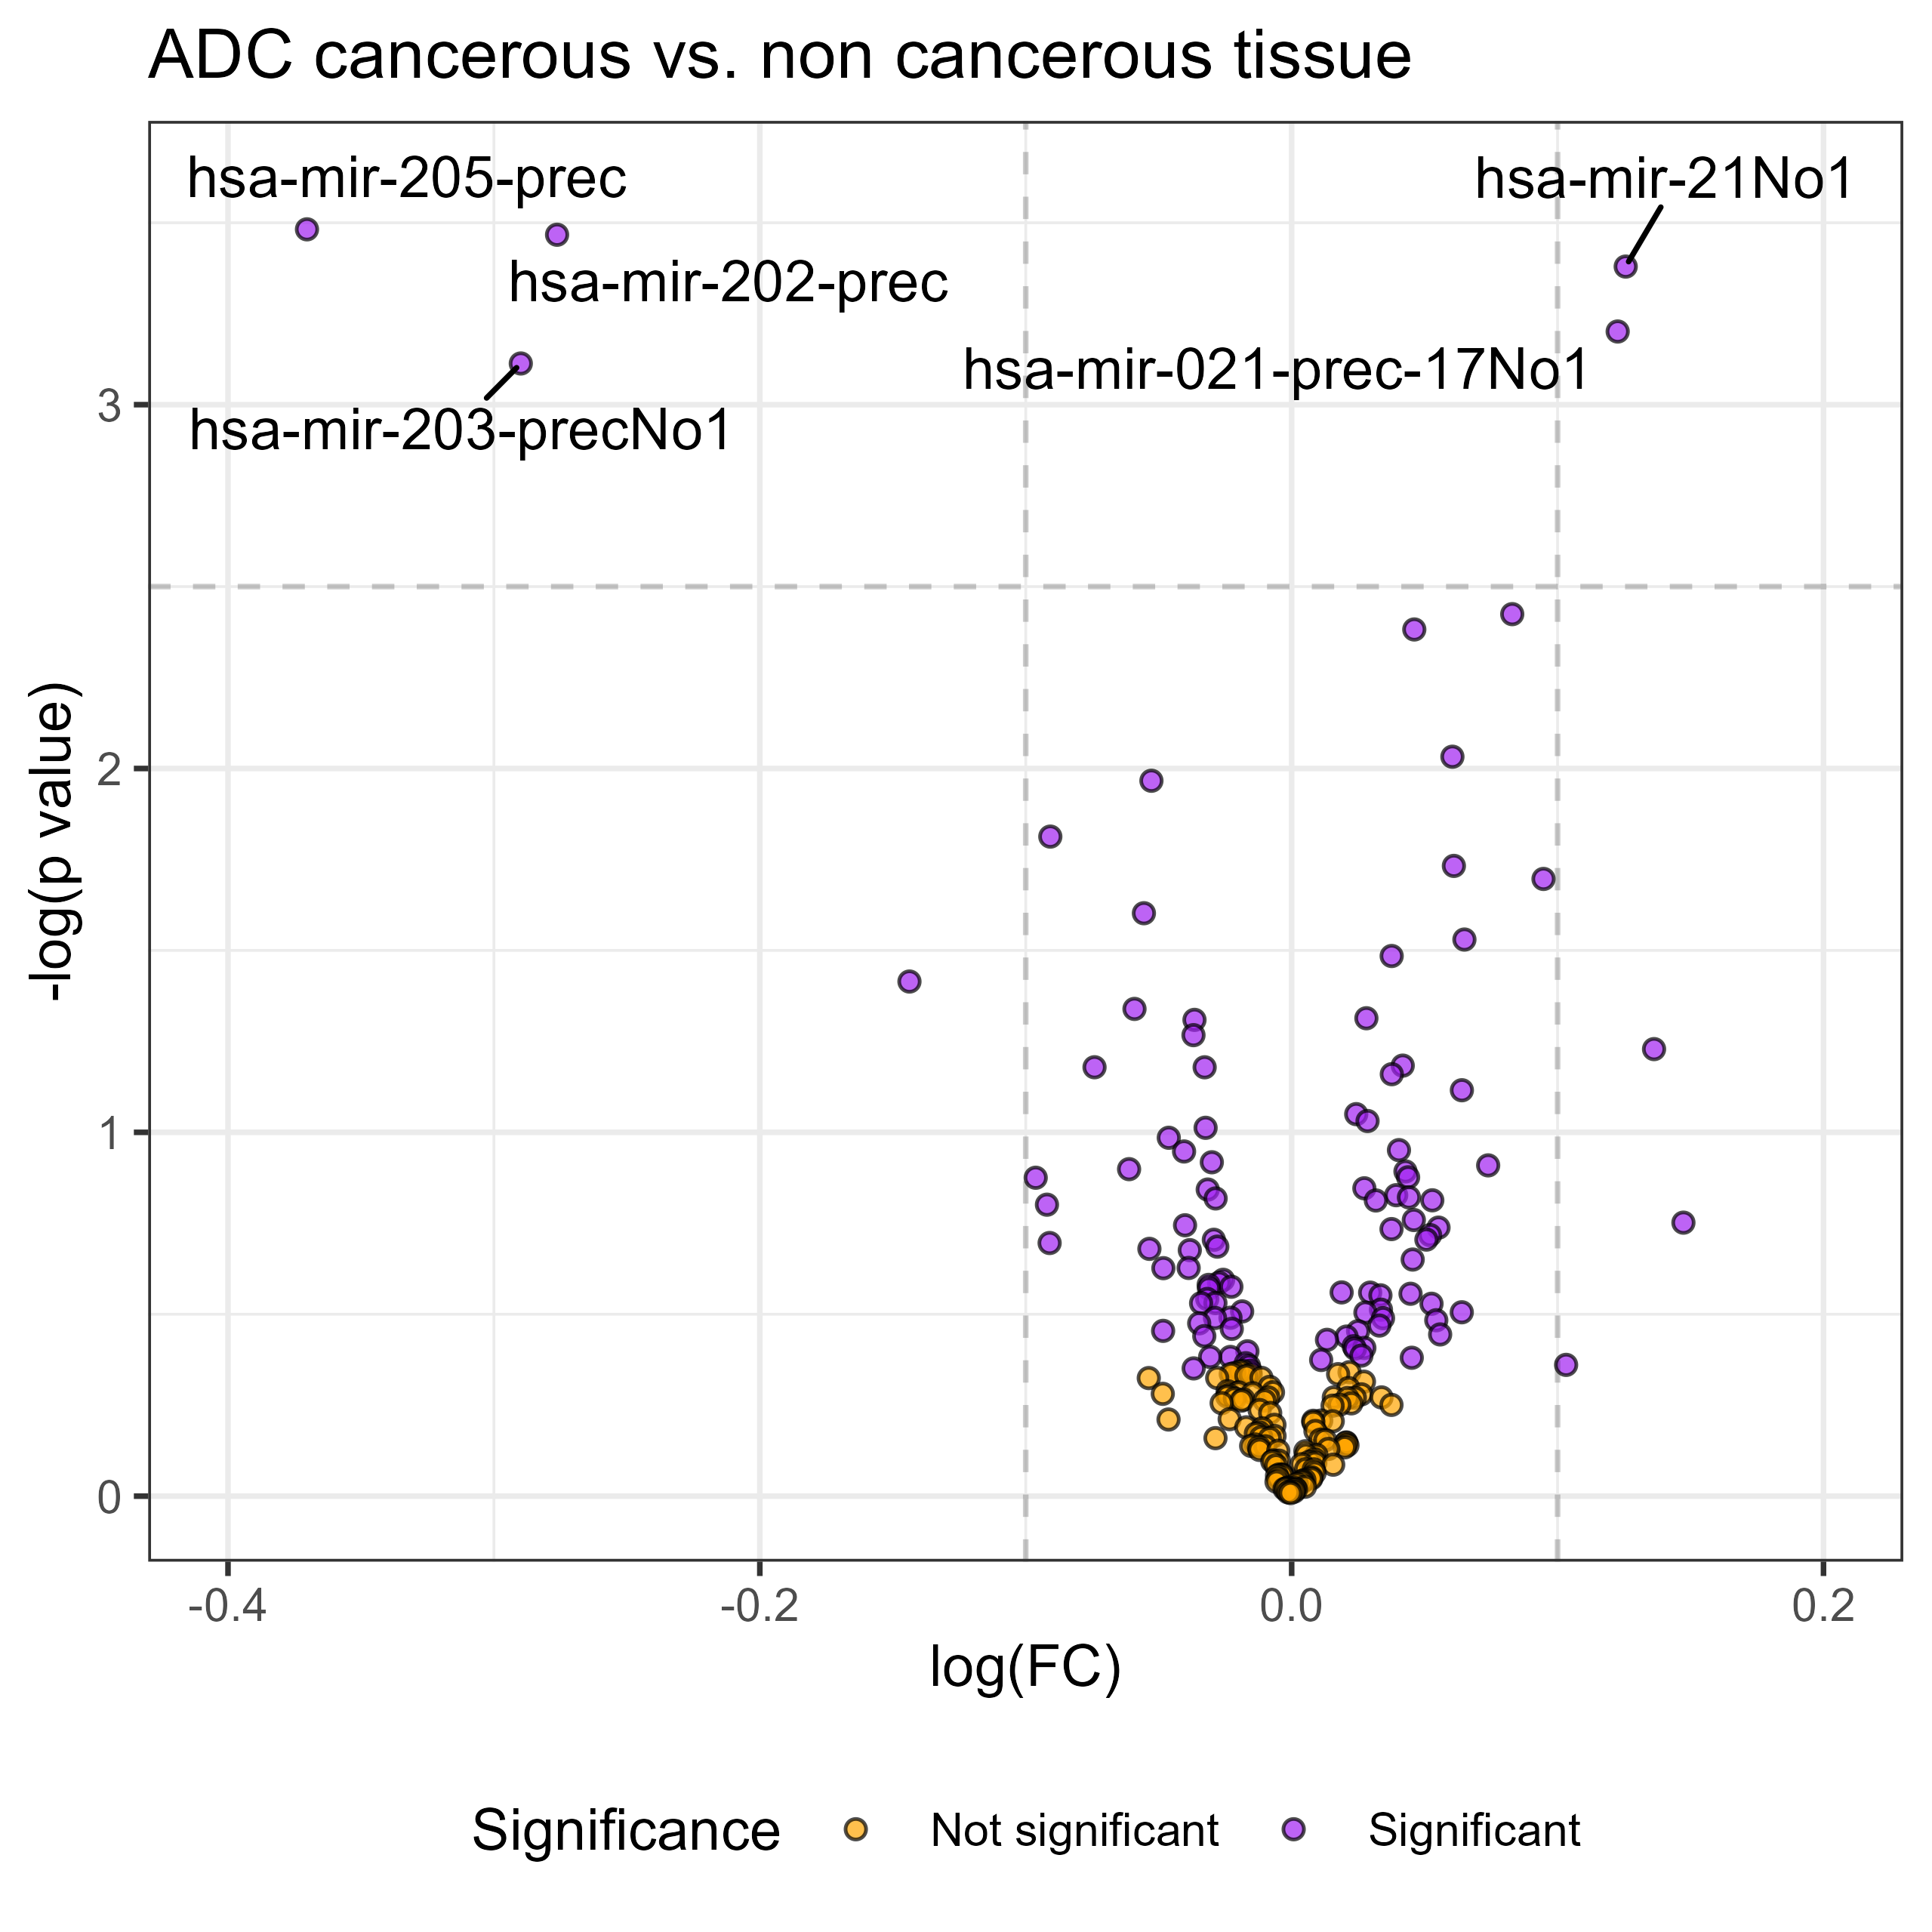 ADC cancerous vs. non cancerous tissue
hsa-mir-205-prec
hsa-mir-21No1
hsa-mir-202-prec
hsa-mir-021-prec-17No1
hsa-mir-203-precNo1
3
2
1
0
-log(p value)
-0.4 -0.2 0.0 0.2
log(FC)
Significance Not significant Significant